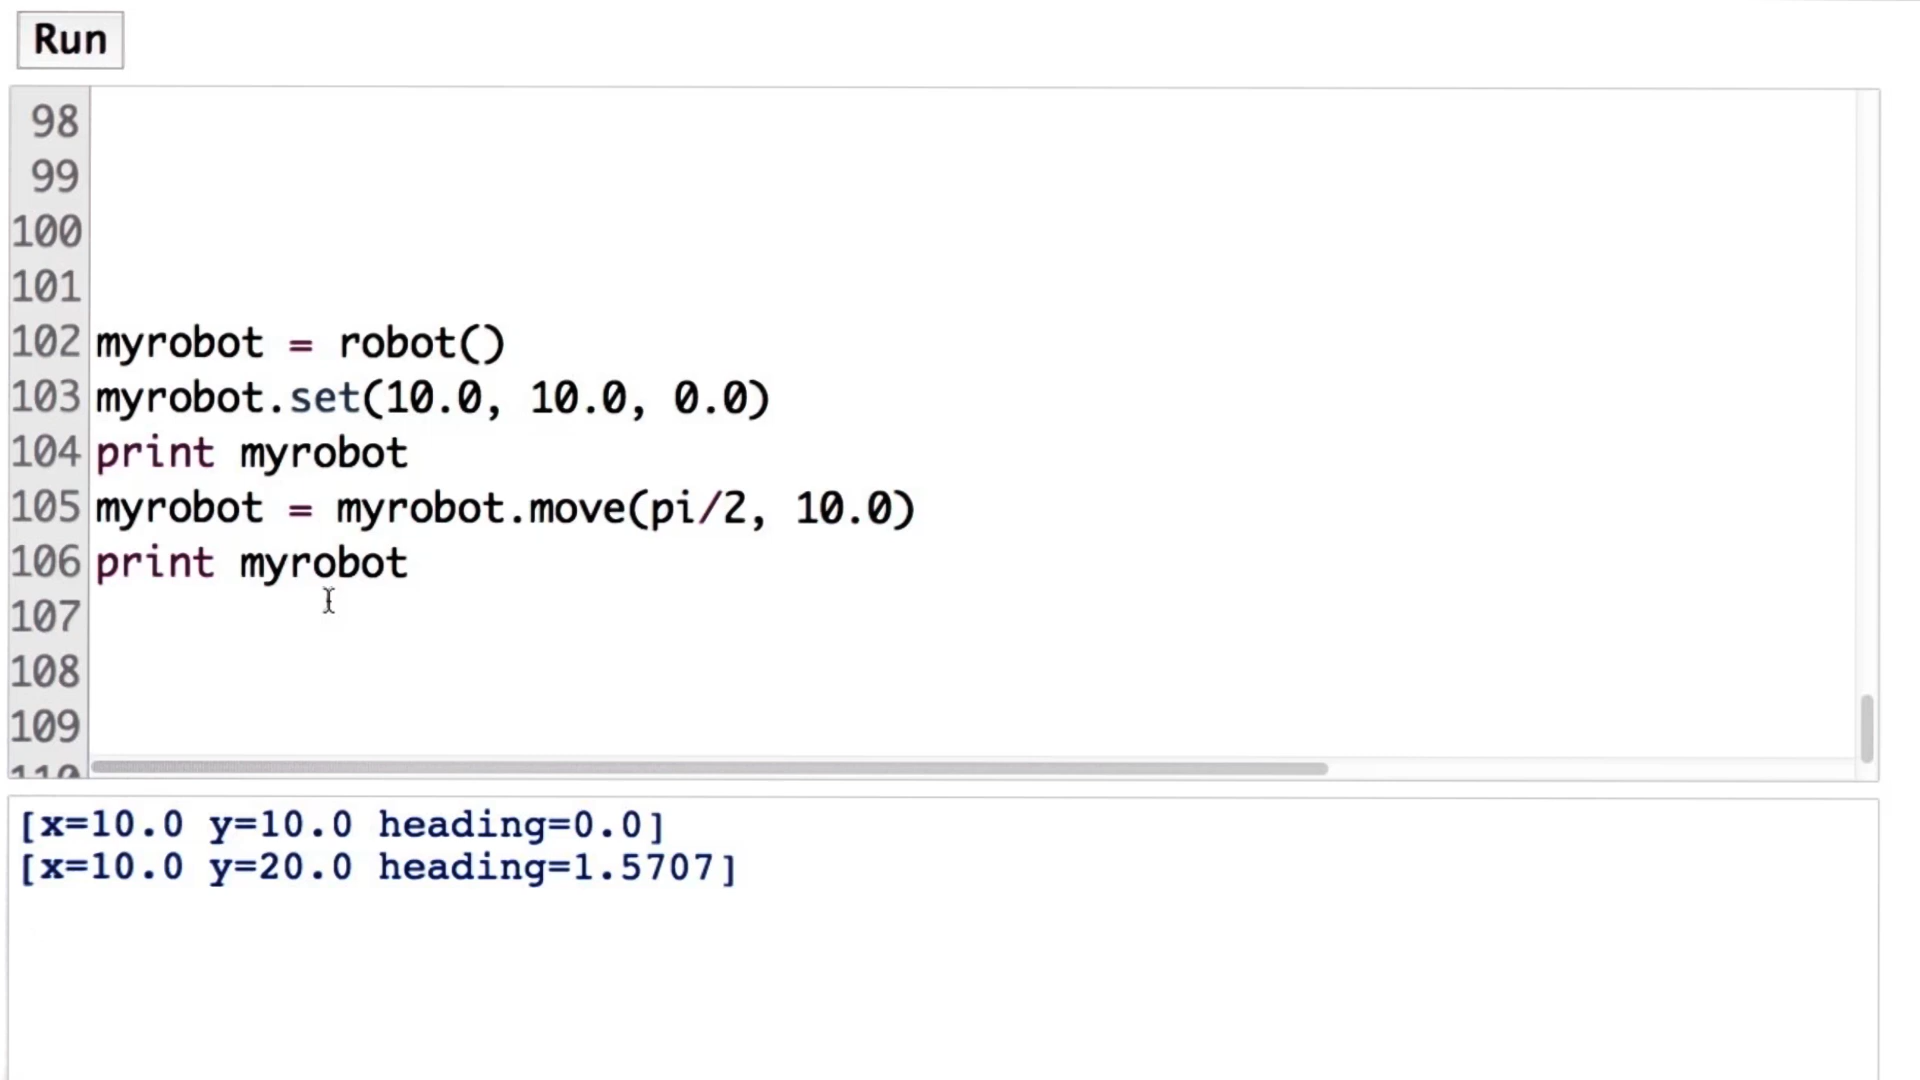 Run
98
99
100
101
102 myrobot = robot()
103 myrobot.set(10.0, 10.0, 0.0)
104 print myrobot
105 myrobot = myrobot.move(pi/2, 10.0)
106 print myrobot
107
108
109
110
[x=10.0 y=10.0 heading=0.0]
[x=10.0 y=20.0 heading=1.5707]